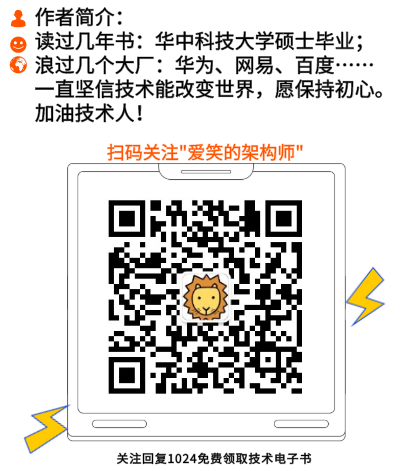 作者简介：
读过几年书：华中科技大学硕士毕业；
浪过几个大厂：华为、网易、百度……
一直坚信技术能改变世界，愿保持初心。
加油技术人！
扫码关注"爱笑的架构师"
关注回复1024免费领取技术电子书